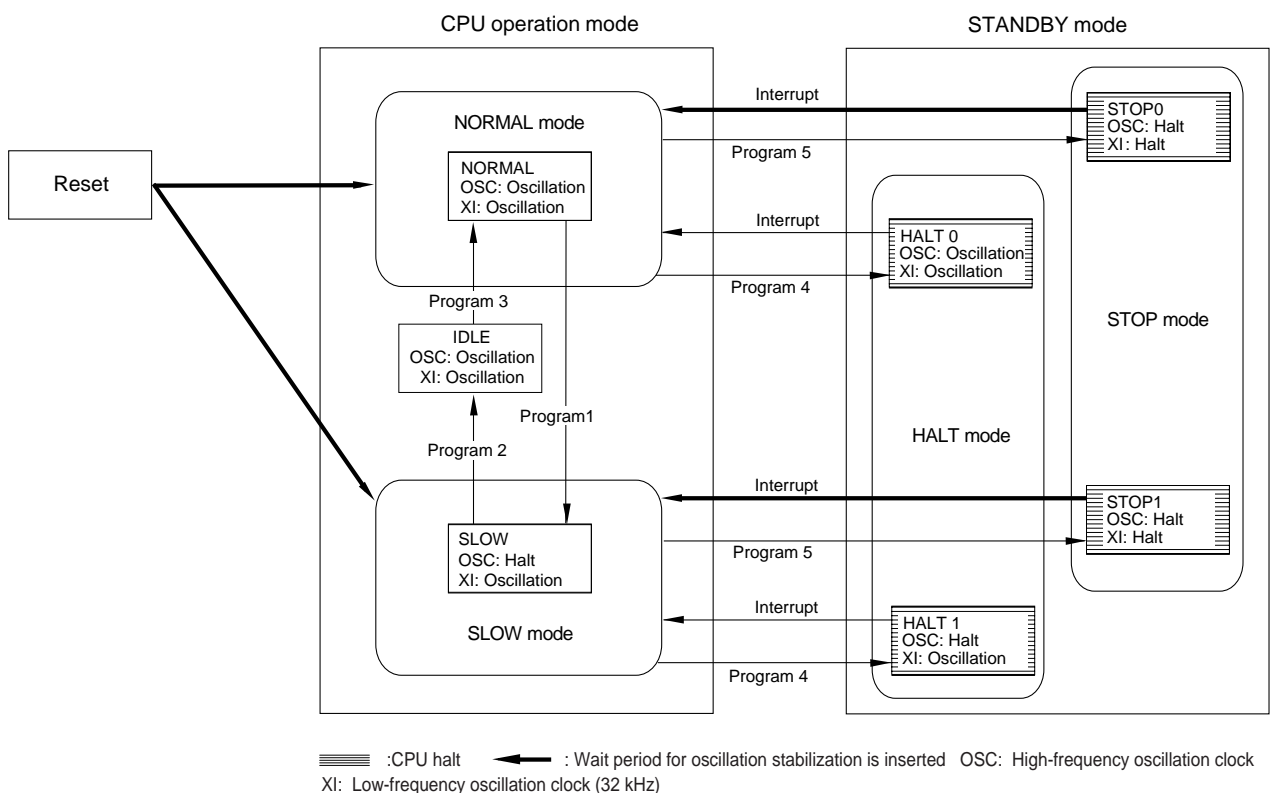 CPU operation mode
STANDBY mode
Reset
NORMAL mode
NORMAL
OSC: Oscillation
XI: Oscillation
Program 3
IDLE
OSC: Oscillation
XI: Oscillation
Program1
Program 2
SLOW
OSC: Halt
XI: Oscillation
SLOW mode
Interrupt
Program 5
Interrupt
Program 4
Interrupt
Program 5
Interrupt
Program 4
STOP0
OSC: Halt
XI: Halt
HALT 0
OSC: Oscillation
XI: Oscillation
STOP mode
HALT mode
STOP1
OSC: Halt
XI: Halt
HALT 1
OSC: Halt
XI: Oscillation
:CPU halt : Wait period for oscillation stabilization is inserted OSC: High-frequency oscillation clock
XI: Low-frequency oscillation clock (32 kHz)